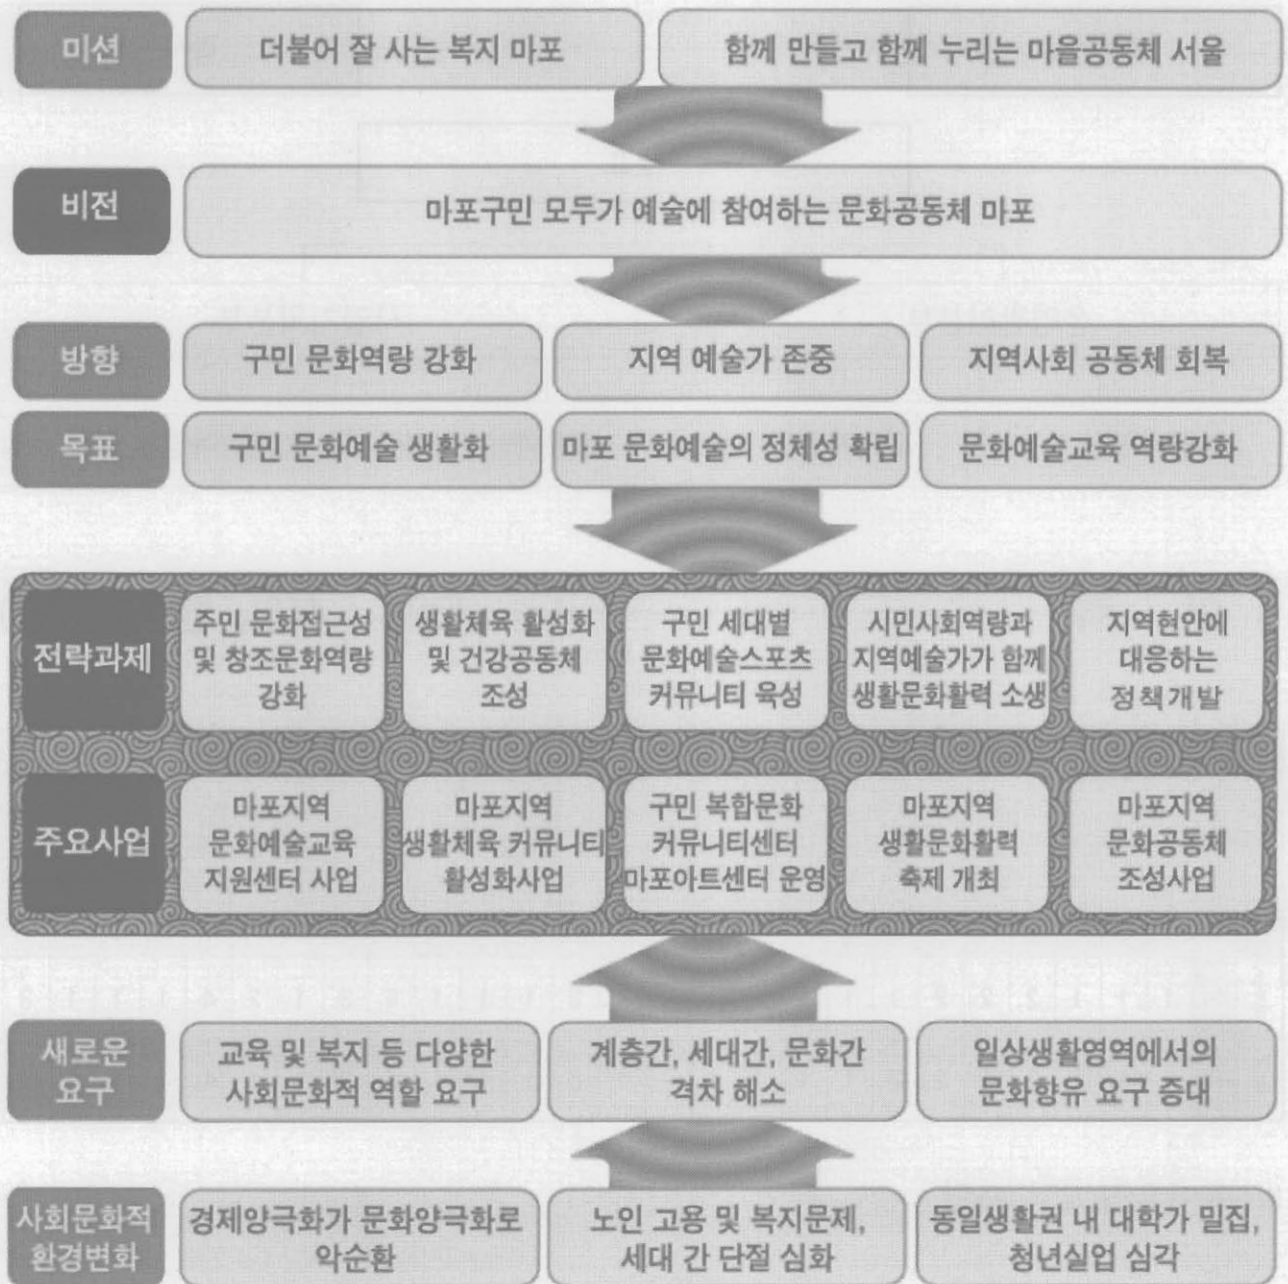 미션
더불어 잘 사는 복지 마포
함께 만들고 함께 누리는 마을공동체 서울
비전
마포구민 모두가 예술에 참여하는 문화공동체 마포
방향
구민 문화역량 강화
지역 예술가 존중
지역사회 공동체 회복
목표
구민 문화예술 생활화
마포 문화예술의 정체성 확립
문화예술교육 역량강화
전략과제
주민 문화접근성
및 창조문화역량
강화
생활체육 활성화
및 건강공동체
조성
구민 세대별
문화예술스포츠
커뮤니티 육성
시민사회역량과
지역예술가가 함께
생활문화활력 소생
지역현안에
대응하는
정책개발
주요사업
마포지역
문화예술교육
지원센터 사업
마포지역
생활체육 커뮤니티
활성화사업
구민 복합문화
커뮤니티센터
마포아트센터 운영
마포지역
생활문화활력
축제 개최
마포지역
문화공동체
조성사업
새로운
요구
교육 및 복지 등 다양한
사회문화적 역할 요구
계층간, 세대간, 문화간
격차 해소
일상생활영역에서의
문화향유 요구 증대
사회문화적
환경변화
경제양극화가 문화양극화로
악순환
노인 고용 및 복지문제,
세대 간 단절 심화
동일생활권 내 대학가 밀집,
청년실업 심각